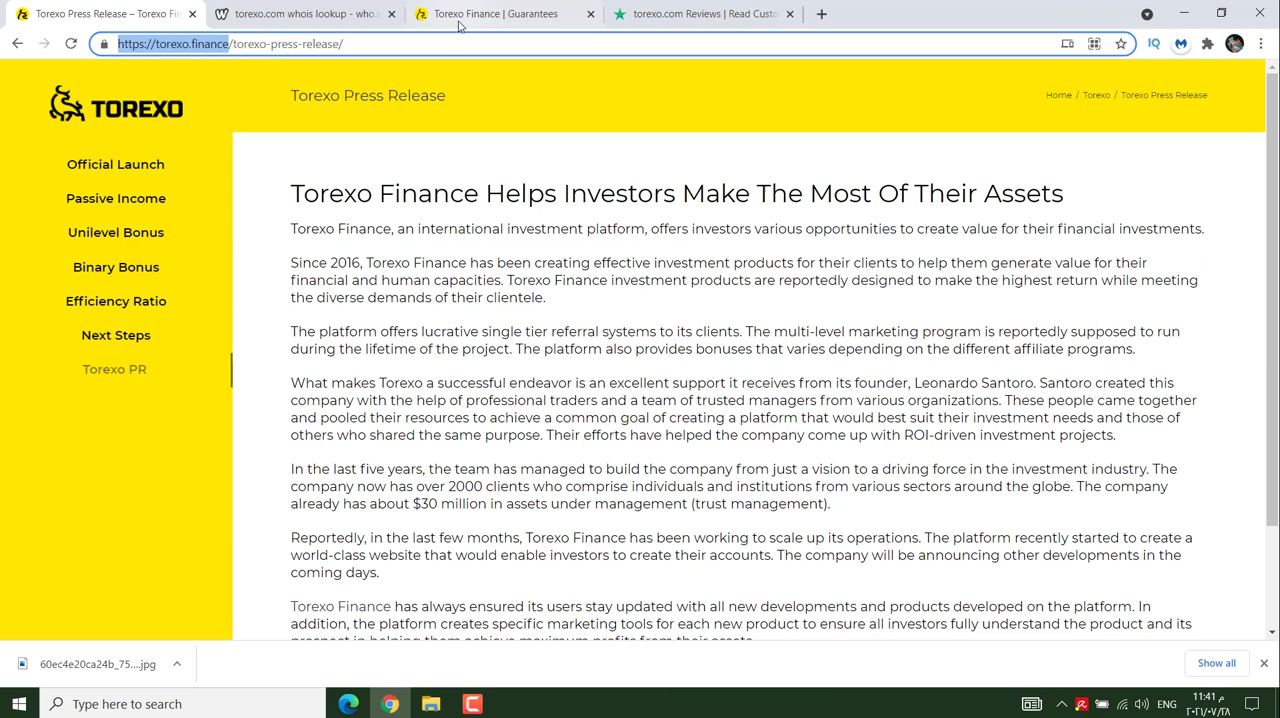 Torexo Press Release – Torexo Fin
torexo.com whois lookup - who.
Torexo Finance | Guarantees
torexo.com Reviews | Read Custo
https://torexo.finance/torexo-press-release/
IQ
TOREXO
Torexo Press Release
Home / Torexo / Torexo Press Release
Official Launch
Passive Income
Unilevel Bonus
Binary Bonus
Efficiency Ratio
Next Steps
Torexo PR
Torexo Finance Helps Investors Make The Most Of Their Assets
Torexo Finance, an international investment platform, offers investors various opportunities to create value for their financial investments.
Since 2016, Torexo Finance has been creating effective investment products for their clients to help them generate value for their
financial and human capacities. Torexo Finance investment products are reportedly designed to make the highest return while meeting
the diverse demands of their clientele.
The platform offers lucrative single tier referral systems to its clients. The multi-level marketing program is reportedly supposed to run
during the lifetime of the project. The platform also provides bonuses that varies depending on the different affiliate programs.
What makes Torexo a successful endeavor is an excellent support it receives from its founder, Leonardo Santoro. Santoro created this
company with the help of professional traders and a team of trusted managers from various organizations. These people came together
and pooled their resources to achieve a common goal of creating a platform that would best suit their investment needs and those of
others who shared the same purpose. Their efforts have helped the company come up with ROI-driven investment projects.
In the last five years, the team has managed to build the company from just a vision to a driving force in the investment industry. The
company now has over 2000 clients who comprise individuals and institutions from various sectors around the globe. The company
already has about $30 million in assets under management (trust management).
Reportedly, in the last few months, Torexo Finance has been working to scale up its operations. The platform recently started to create a
world-class website that would enable investors to create their accounts. The company will be announcing other developments in the
coming days.
Torexo Finance has always ensured its users stay updated with all new developments and products developed on the platform. In
addition, the platform creates specific marketing tools for each new product to ensure all investors fully understand the product and its
prospect in helping them achieve maximum profits from their assets.
60ec4e20ca24b_75....jpg
Show all
Type here to search
ENG
11:41 م
٢٠٢١/٠٧/٢٨